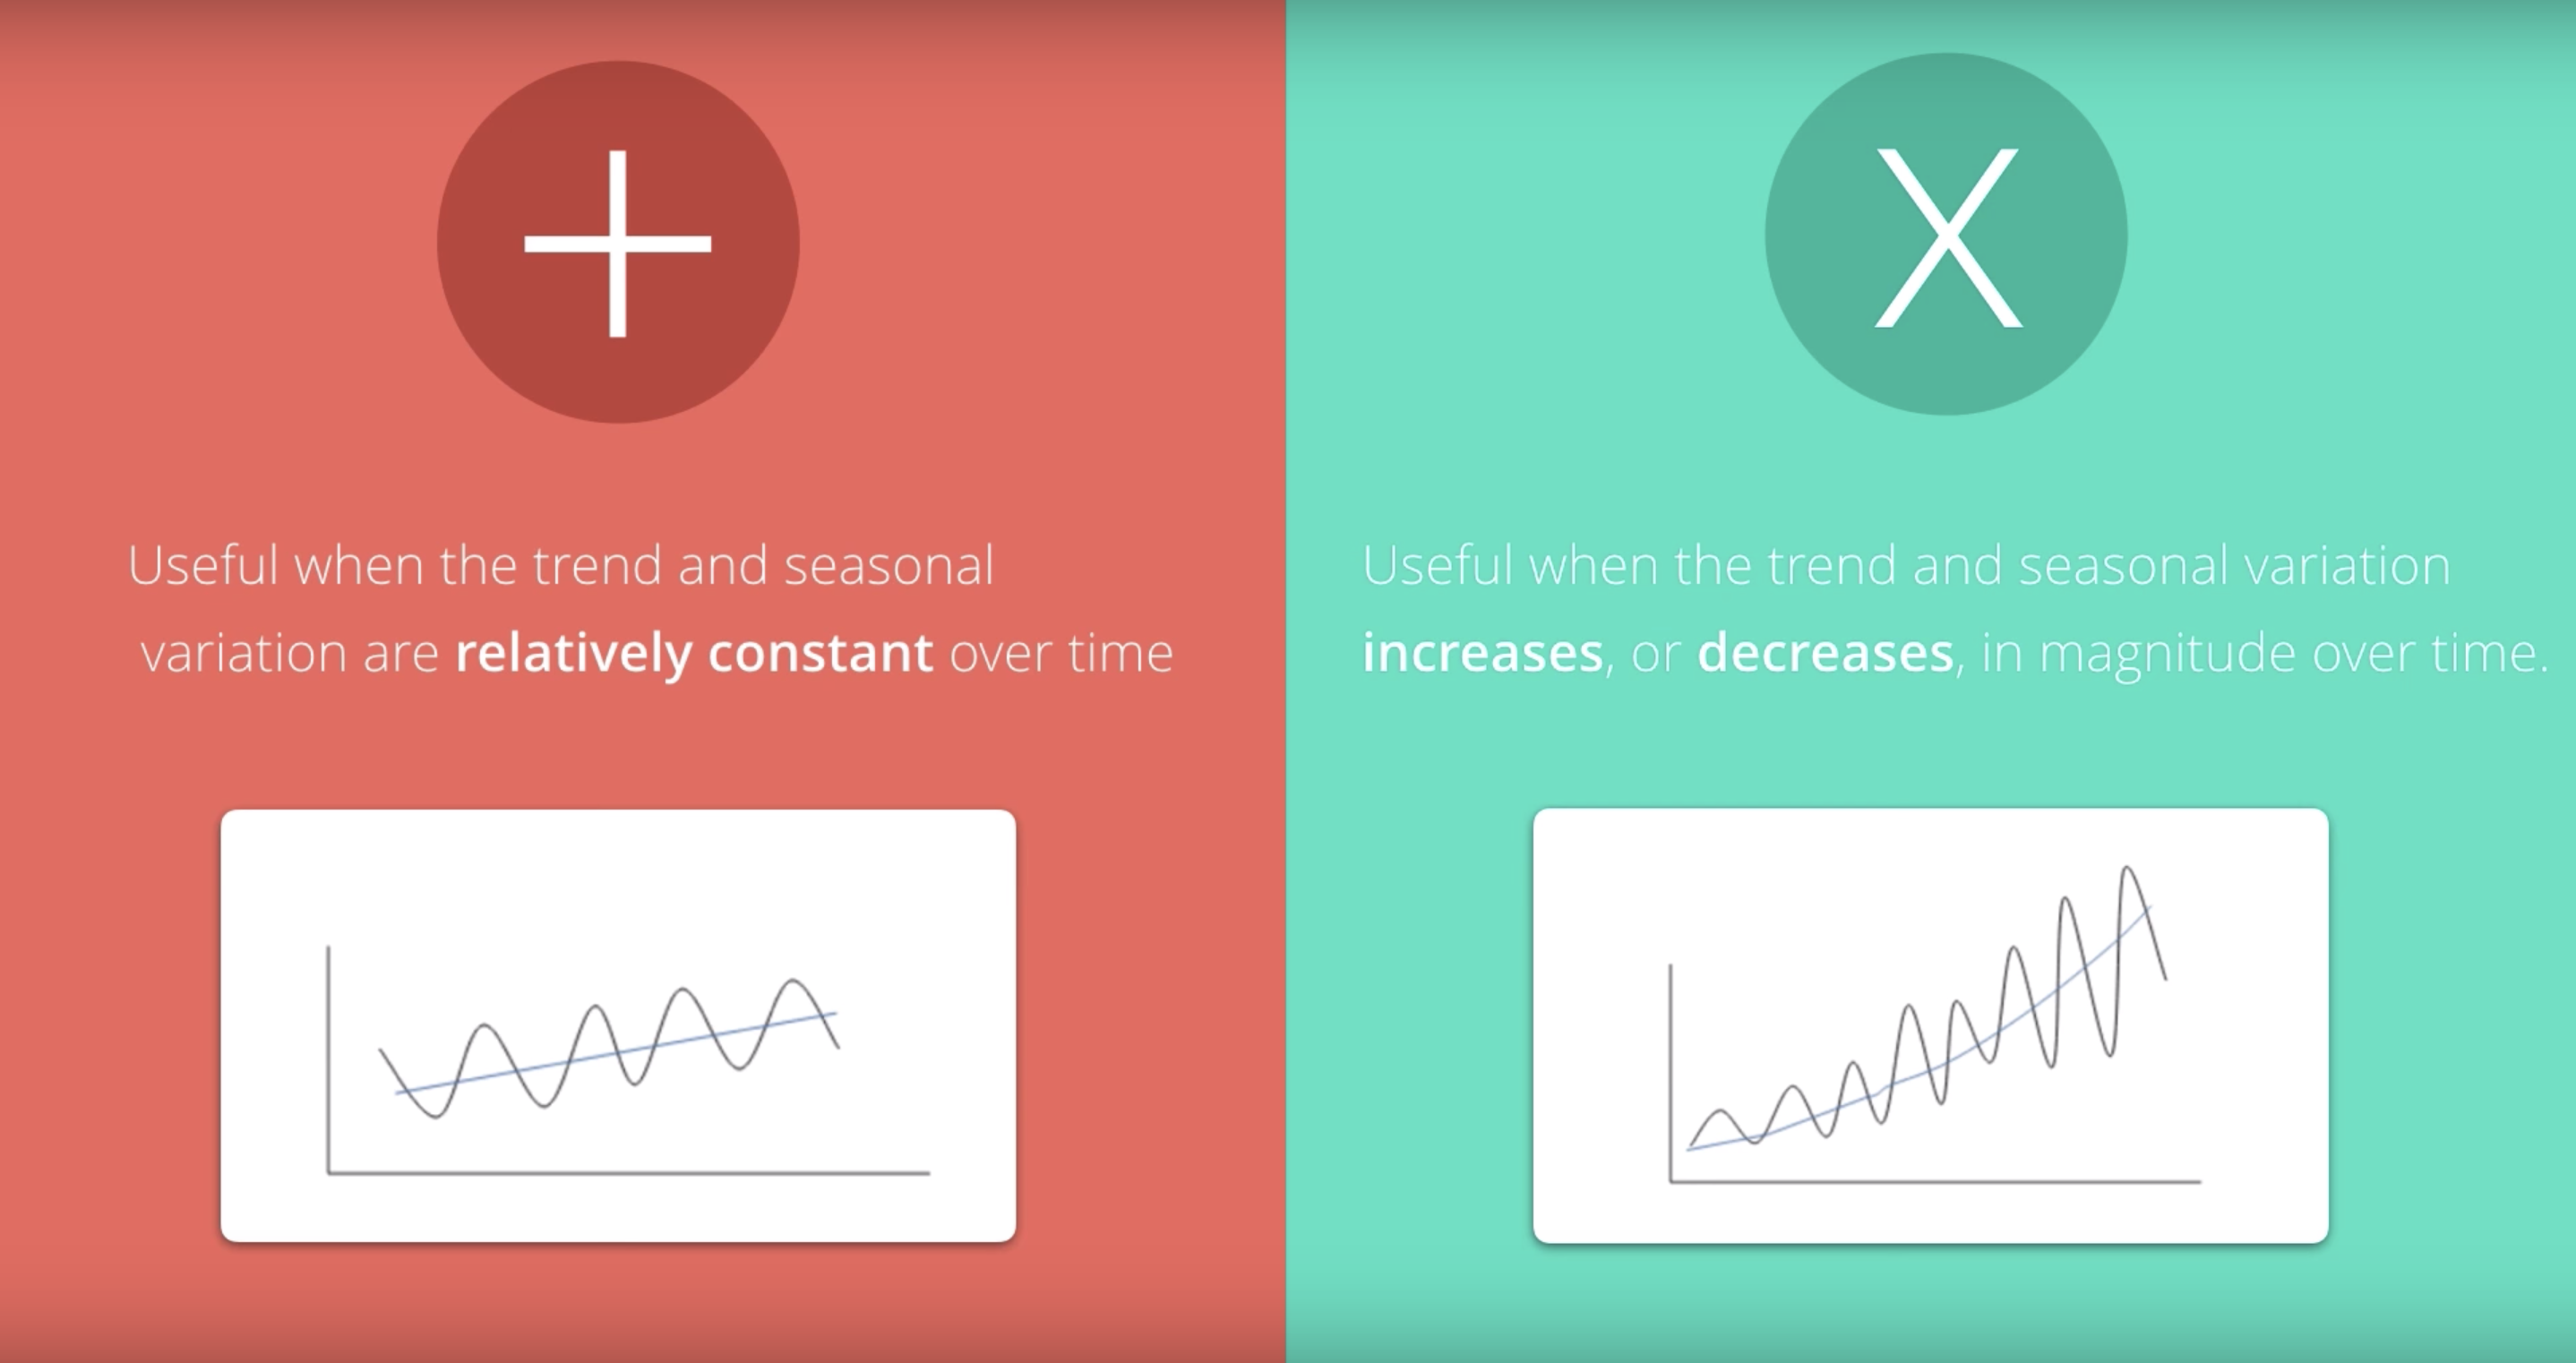 +
Useful when the trend and seasonal
variation are relatively constant over time
X
Useful when the trend and seasonal variation
increases, or decreases, in magnitude over time.